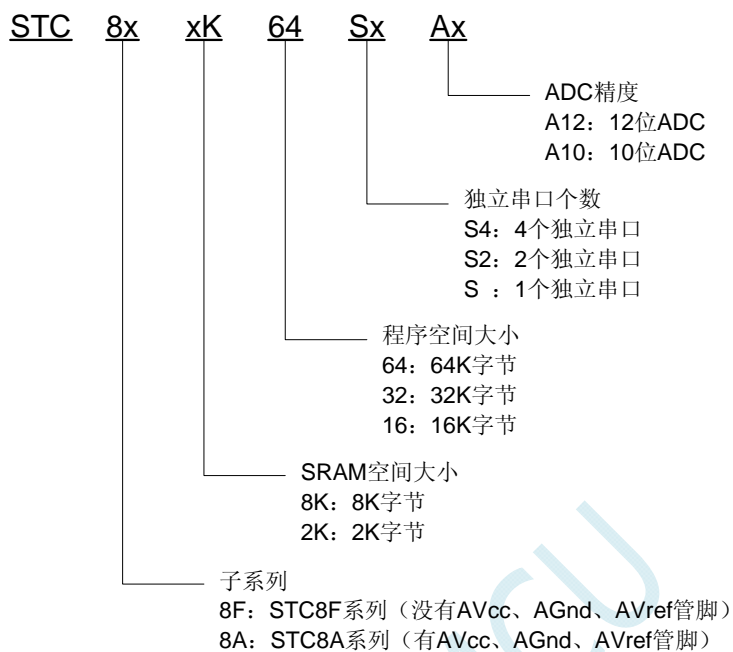 STC 8x xK 64 Sx Ax
ADC精度
A12：12位ADC
A10：10位ADC
独立串口个数
S4：4个独立串口
S2：2个独立串口
S ：1个独立串口
程序空间大小
64：64K字节
32：32K字节
16：16K字节
SRAM空间大小
8K：8K字节
2K：2K字节
子系列
8F：STC8F系列（没有AVcc、AGnd、AVref管脚）
8A：STC8A系列（有AVcc、AGnd、AVref管脚）